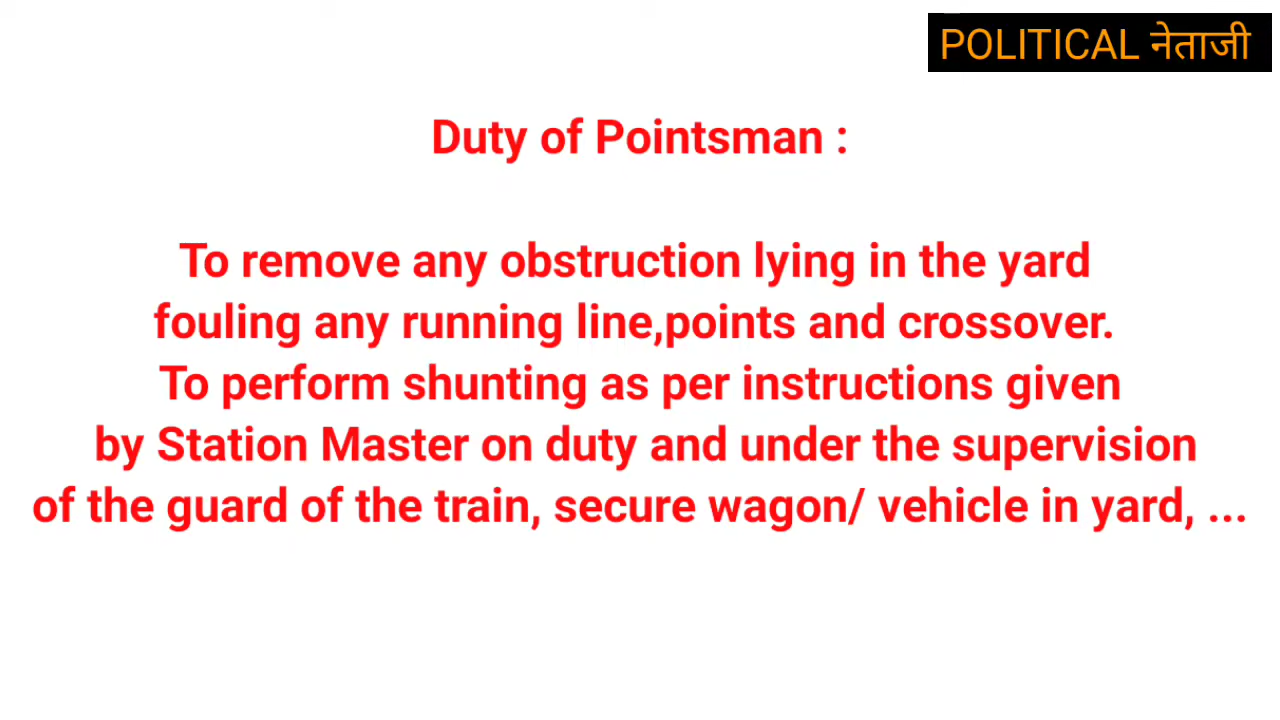 POLITICAL नेताजी
Duty of Pointsman :
To remove any obstruction lying in the yard
fouling any running line,points and crossover.
To perform shunting as per instructions given
by Station Master on duty and under the supervision
of the guard of the train, secure wagon/ vehicle in yard, ...